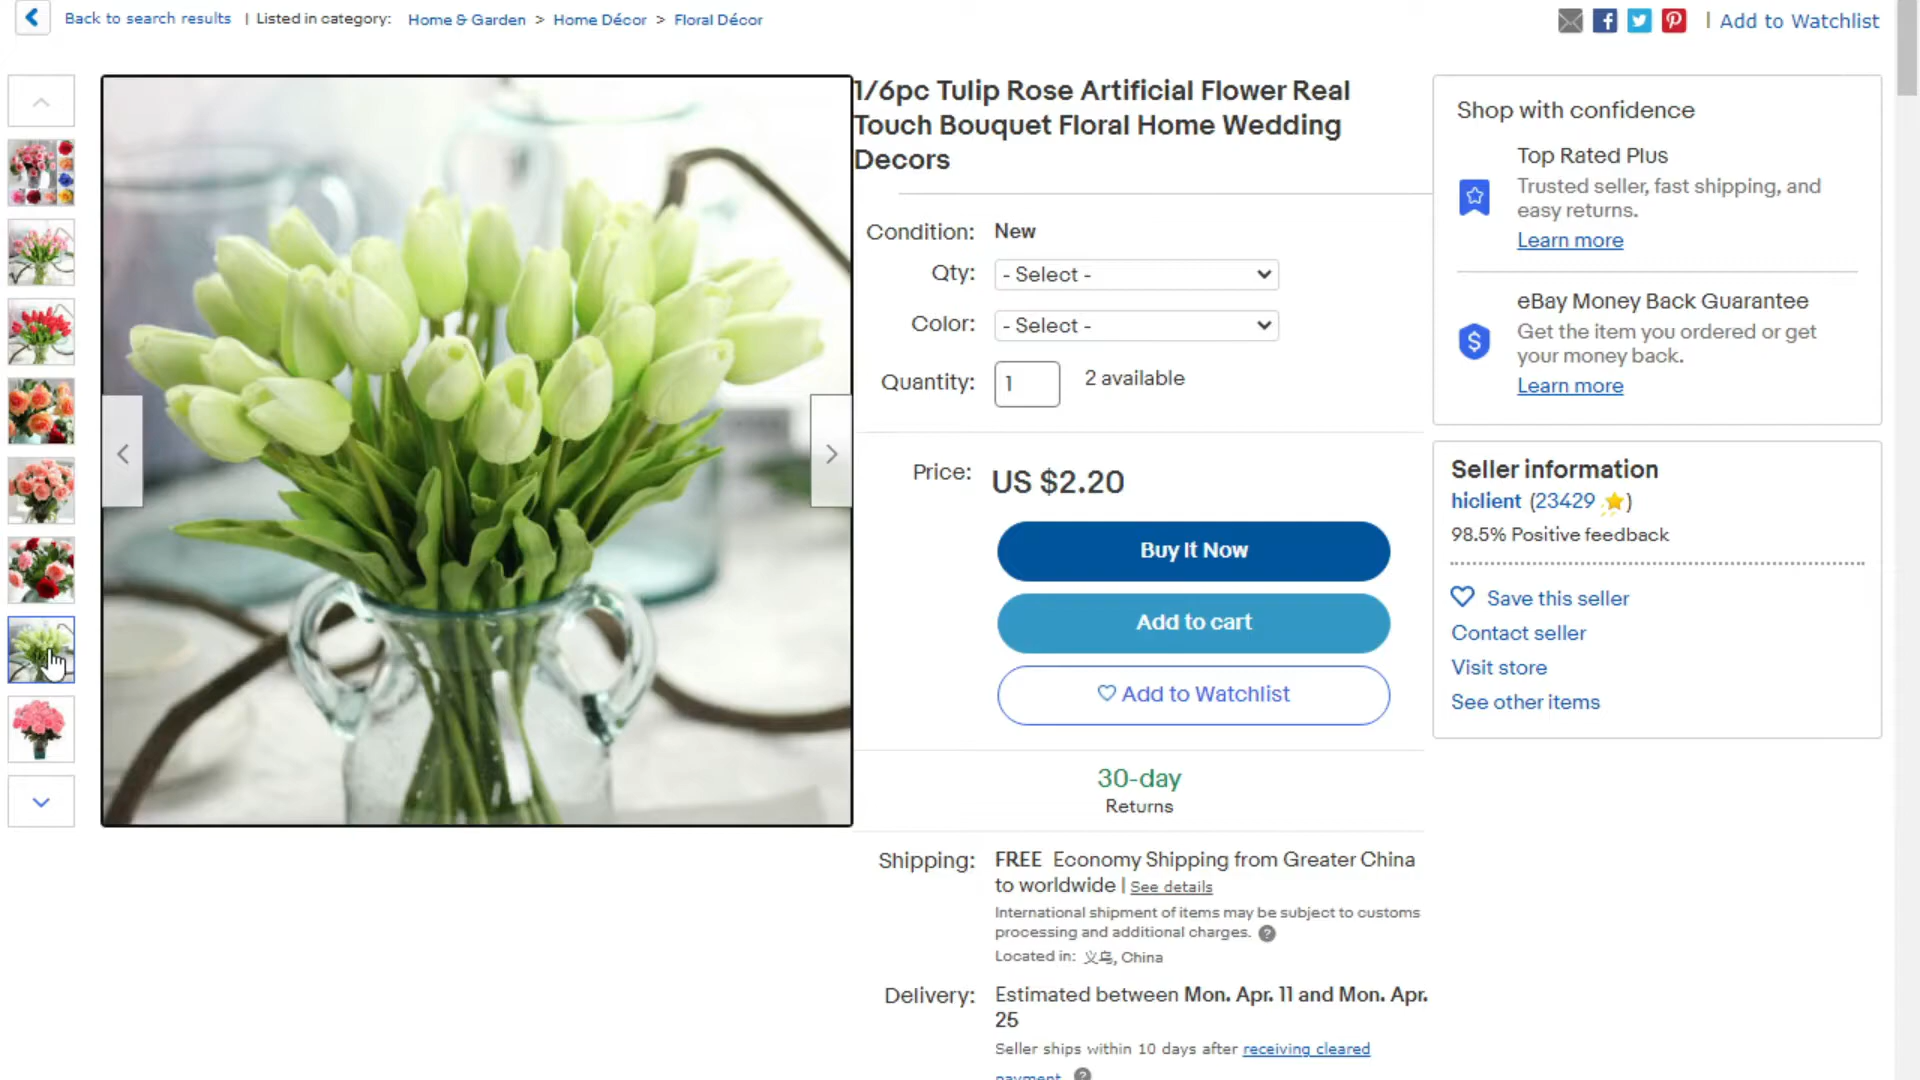 Back to search results | Listed in category: Home & Garden > Home Décor > Floral Décor
| Add to Watchlist
1/6pc Tulip Rose Artificial Flower Real
Touch Bouquet Floral Home Wedding
Decors
Condition: New
Qty: - Select -
Color: - Select -
Quantity: 1 2 available
Price: US $2.20
Buy It Now
Add to cart
Add to Watchlist
30-day
Returns
Shipping: FREE Economy Shipping from Greater China
to worldwide | See details
International shipment of items may be subject to customs
processing and additional charges. ?
Located in: 义乌, China
Delivery: Estimated between Mon. Apr. 11 and Mon. Apr.
25
Seller ships within 10 days after receiving cleared
payment. ?
Shop with confidence
Top Rated Plus
Trusted seller, fast shipping, and
easy returns.
Learn more
eBay Money Back Guarantee
Get the item you ordered or get
your money back.
Learn more
Seller information
hiclient (23429)
98.5% Positive feedback
Save this seller
Contact seller
Visit store
See other items